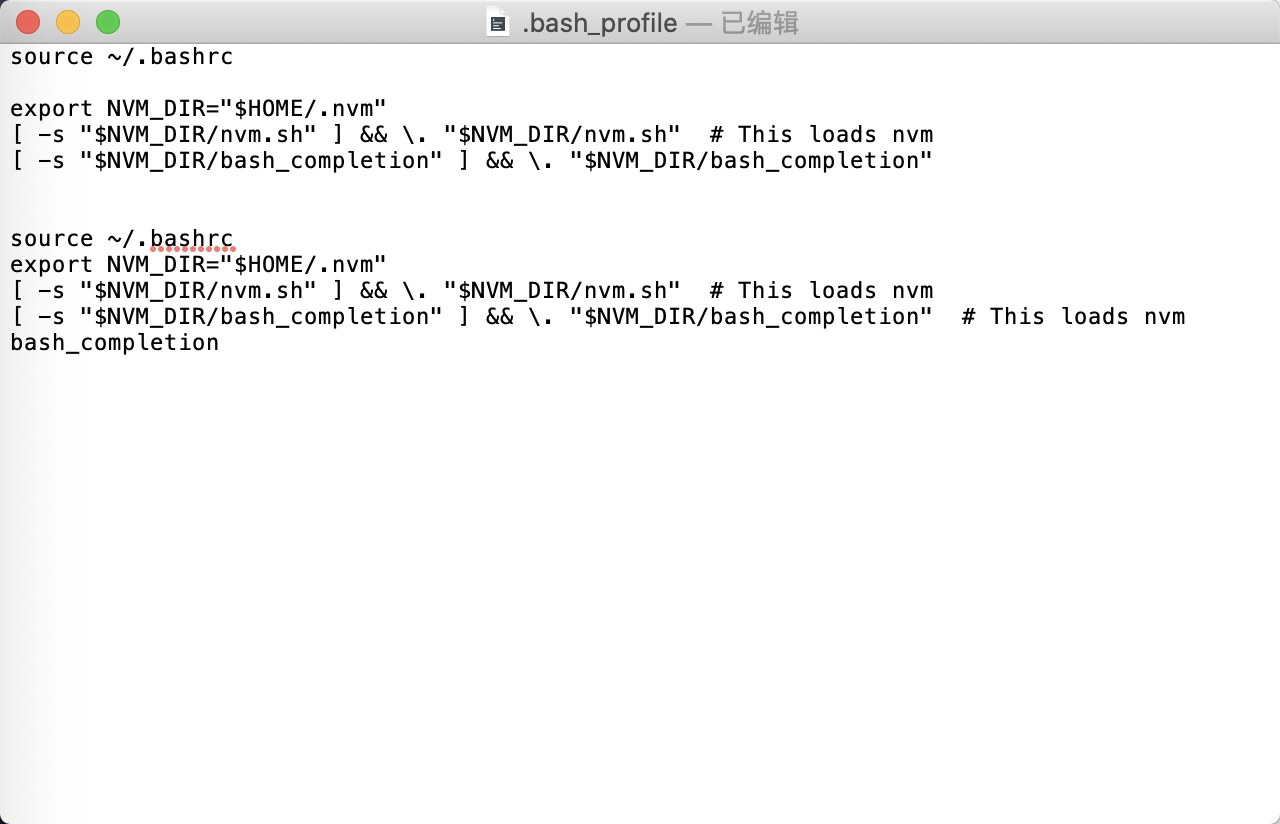 .bash_profile — 已编辑
source ~/.bashrc
export NVM_DIR="$HOME/.nvm"
[ -s "$NVM_DIR/nvm.sh" ] && \. "$NVM_DIR/nvm.sh"  # This loads nvm
[ -s "$NVM_DIR/bash_completion" ] && \. "$NVM_DIR/bash_completion"
source ~/.bashrc
export NVM_DIR="$HOME/.nvm"
[ -s "$NVM_DIR/nvm.sh" ] && \. "$NVM_DIR/nvm.sh"  # This loads nvm
[ -s "$NVM_DIR/bash_completion" ] && \. "$NVM_DIR/bash_completion"  # This loads nvm
bash_completion